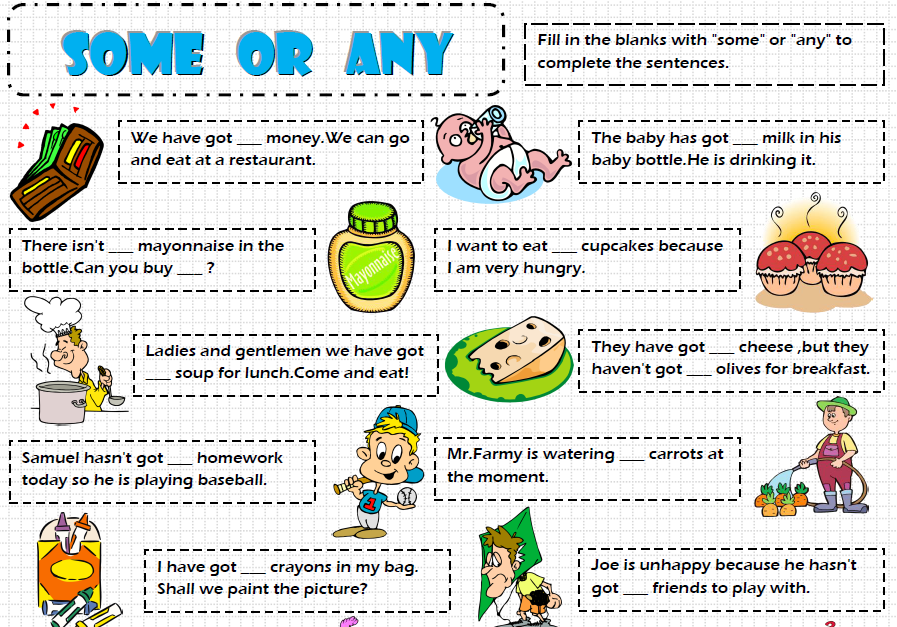 SOME OR ANY
Fill in the blanks with "some" or "any" to
complete the sentences.
We have got ___ money.We can go
and eat at a restaurant.
The baby has got ___ milk in his
baby bottle.He is drinking it.
There isn't ___ mayonnaise in the
bottle.Can you buy ___ ?
Mayonnaise
I want to eat ___ cupcakes because
I am very hungry.
Ladies and gentlemen we have got
___ soup for lunch.Come and eat!
They have got ___ cheese ,but they
haven't got ___ olives for breakfast.
Samuel hasn't got ___ homework
today so he is playing baseball.
1
Mr.Farmy is watering ___ carrots at
the moment.
I have got ___ crayons in my bag.
Shall we paint the picture?
Joe is unhappy because he hasn't
got ___ friends to play with.